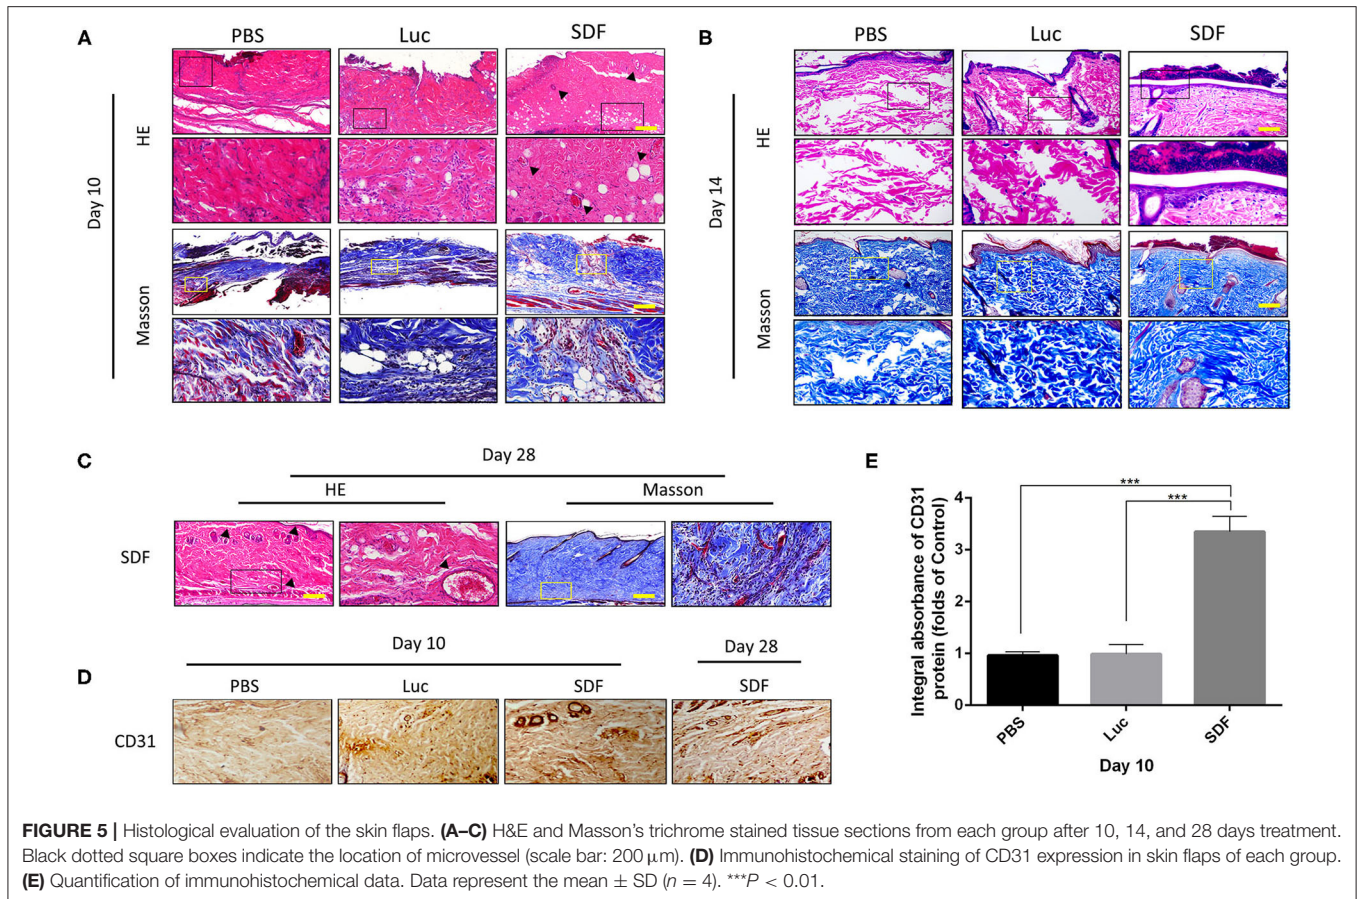 A
PBS
Luc
SDF
Day 10
HE
Masson
B
PBS
Luc
SDF
Day 14
HE
Masson
C
Day 28
HE
Masson
SDF
D
Day 10
Day 28
PBS
Luc
SDF
SDF
CD31
E
Integral absorbance of CD31
protein (folds of Control)
4
3
2
1
0
***
***
PBS
Luc
SDF
Day 10
FIGURE 5 | Histological evaluation of the skin flaps. (A–C) H&E and Masson's trichrome stained tissue sections from each group after 10, 14, and 28 days treatment.
Black dotted square boxes indicate the location of microvessel (scale bar: 200 μm). (D) Immunohistochemical staining of CD31 expression in skin flaps of each group.
(E) Quantification of immunohistochemical data. Data represent the mean ± SD (n = 4). ***P < 0.01.